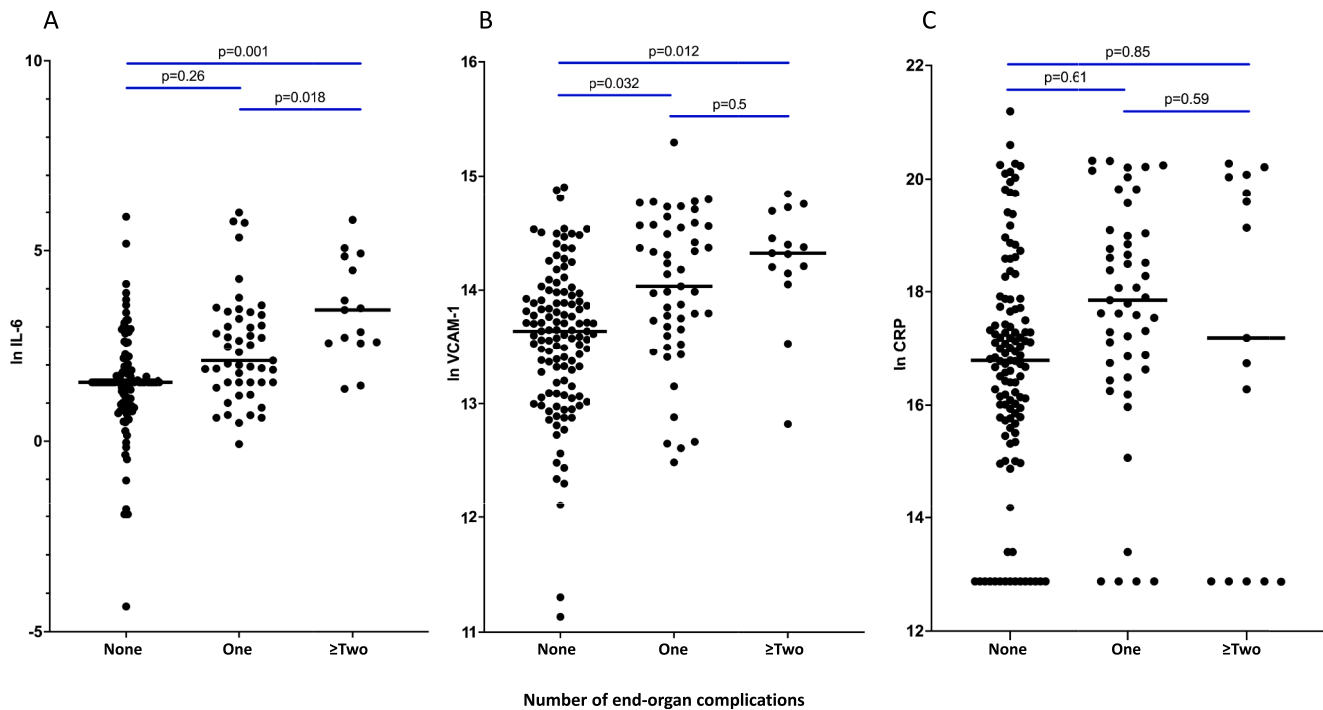 A
p=0.001
p=0.26
p=0.018
10
5
0
-5
ln IL-6
None One ≥Two
B
p=0.012
p=0.032
p=0.5
16
15
14
13
12
11
ln VCAM-1
None One ≥Two
C
p=0.85
p=0.61
p=0.59
22
20
18
16
14
12
ln CRP
None One ≥Two
Number of end-organ complications